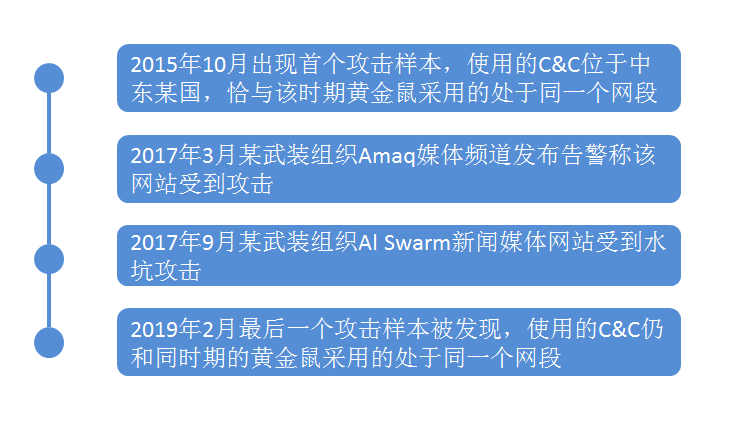 2015年10月出现首个攻击样本，使用的C&C位于中
东某国，恰与该时期黄金鼠采用的处于同一个网段
2017年3月某武装组织Amaq媒体频道发布告警称该
网站受到攻击
2017年9月某武装组织Al Swarm新闻媒体网站受到水
坑攻击
2019年2月最后一个攻击样本被发现，使用的C&C仍
和同时期的黄金鼠采用的处于同一个网段